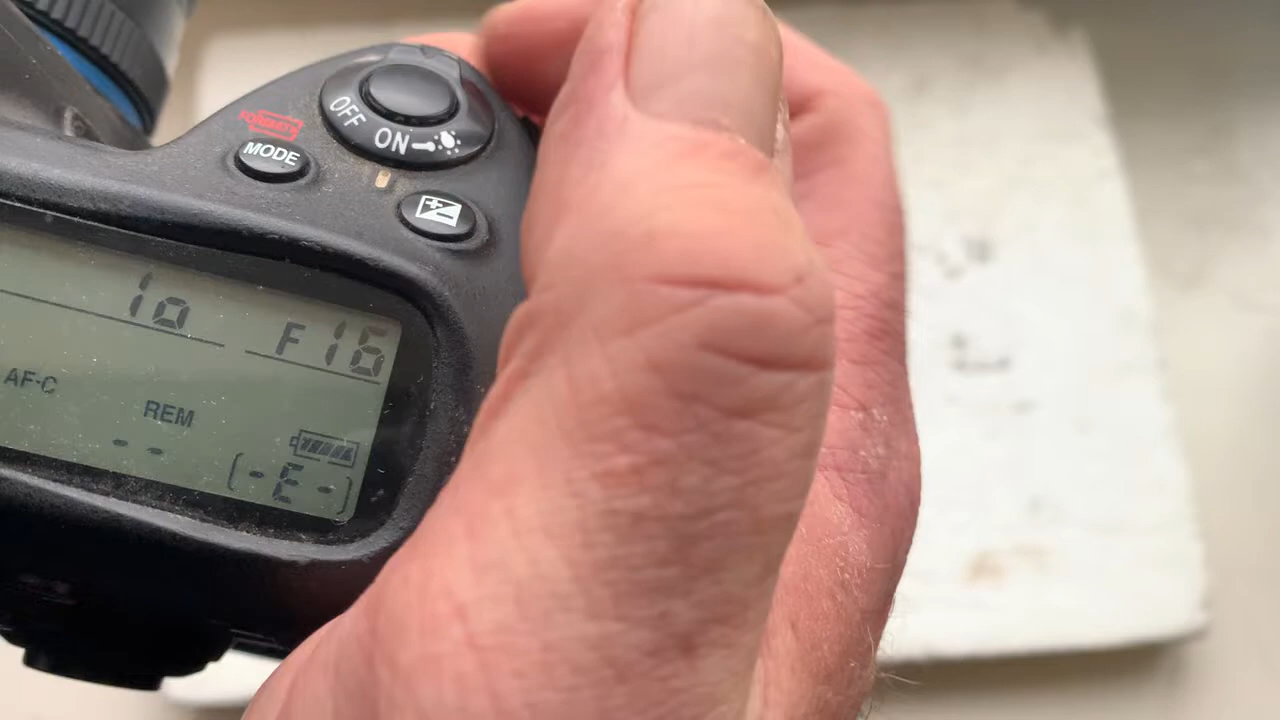 FORMAT
MODE
OFF ON
10 F16
AF-C
REM
--
(-E-)